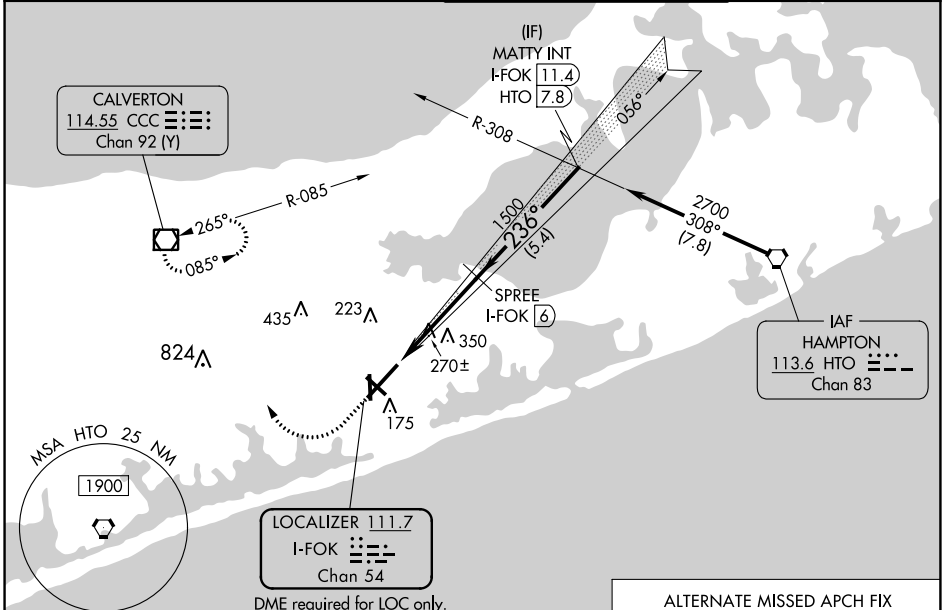 (IF)
MATTY INT
I-FOK 11.4
HTO 7.8
CALVERTON
114.55 CCC
Chan 92 (Y)
R-308
056°
R-085
265°
085°
1500
236°
(5.4)
2700
308°
(7.8)
SPREE
I-FOK 6
435
223
350
270±
824
175
IAF
HAMPTON
113.6 HTO
Chan 83
MSA HTO 25 NM
1900
LOCALIZER 111.7
I-FOK
Chan 54
DME required for LOC only.
ALTERNATE MISSED APCH FIX